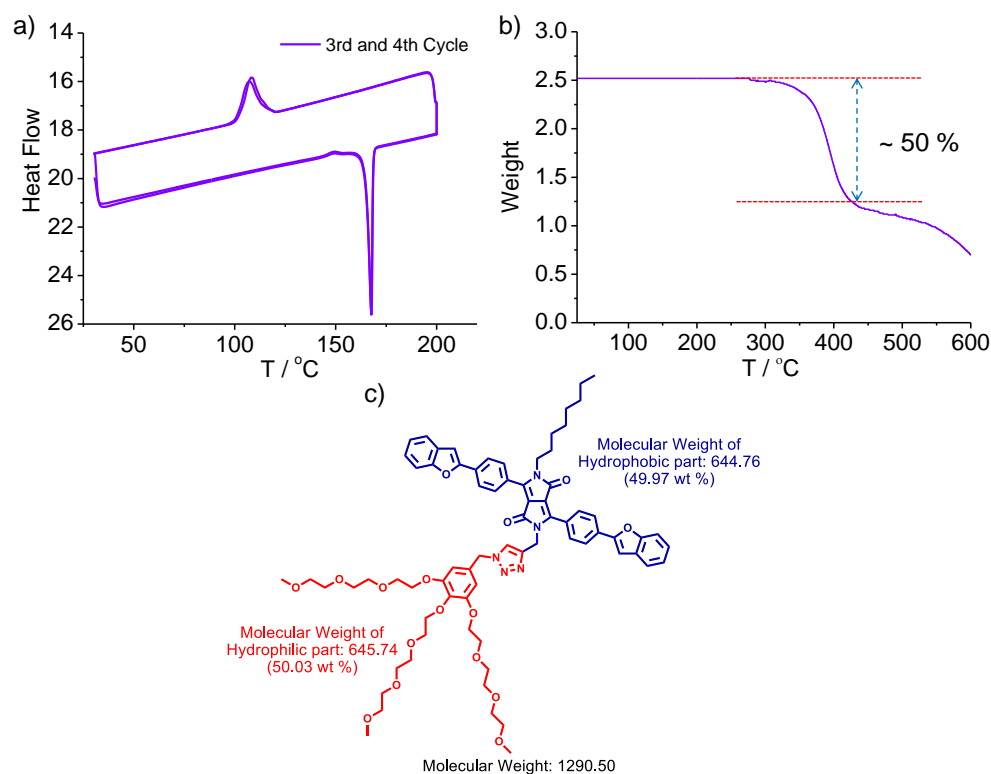 a)
3rd and 4th Cycle
14
16
18
20
22
24
26
Heat Flow
50
100
150
200
T / °C
b)
~ 50 %
3.0
2.5
2.0
1.5
1.0
0.5
0.0
Weight
100
200
300
400
500
600
T / °C
c)
Molecular Weight of
Hydrophobic part: 644.76
(49.97 wt %)
O
N
O
O
N
O
N
N
N
O
O
O
O
O
O
O
O
O
O
O
O
Molecular Weight of
Hydrophilic part: 645.74
(50.03 wt %)
Molecular Weight: 1290.50